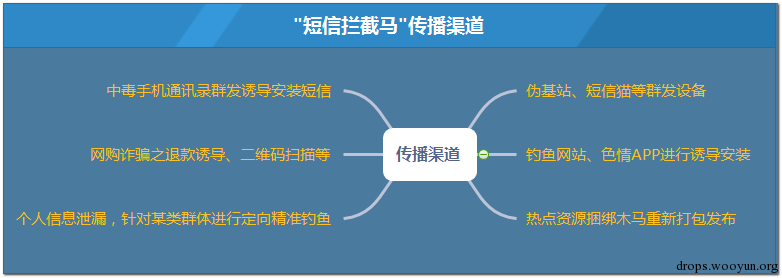 "短信拦截马"传播渠道
中毒手机通讯录群发诱导安装短信
网购诈骗之退款诱导、二维码扫描等
个人信息泄漏，针对某类群体进行定向精准钓鱼
传播渠道
伪基站、短信猫等群发设备
钓鱼网站、色情APP进行诱导安装
热点资源捆绑木马重新打包发布
drops.wooyun.org